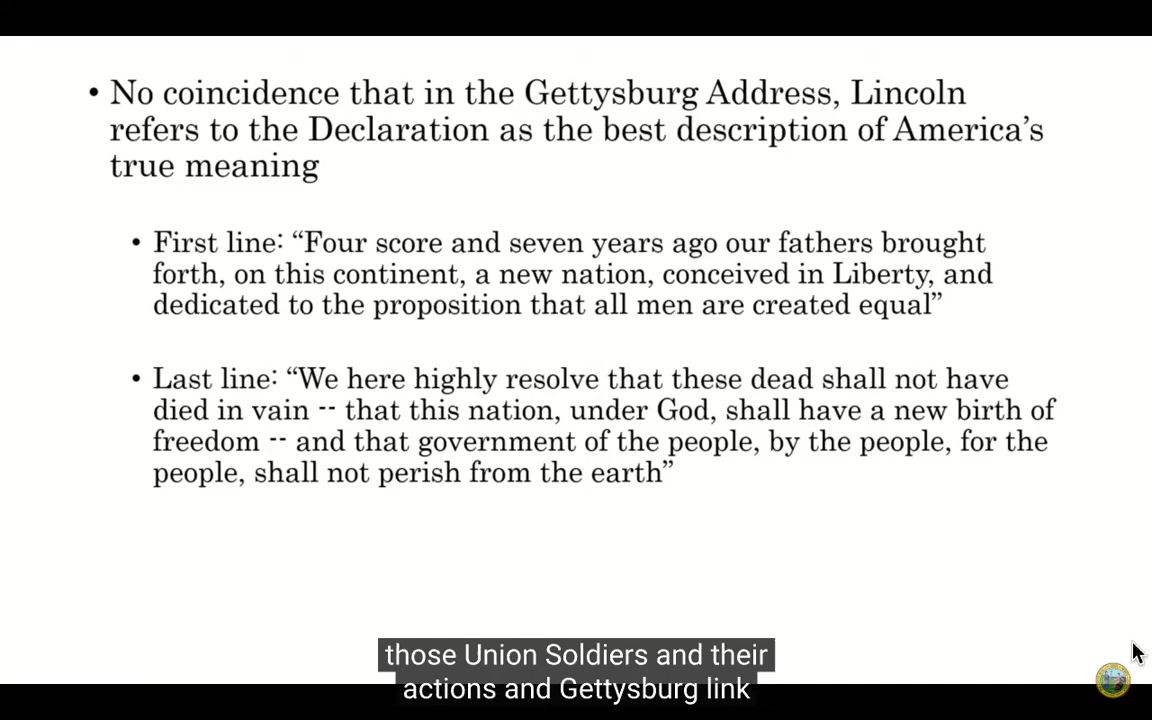 • No coincidence that in the Gettysburg Address, Lincoln
refers to the Declaration as the best description of America’s
true meaning
• First line: “Four score and seven years ago our fathers brought
forth, on this continent, a new nation, conceived in Liberty, and
dedicated to the proposition that all men are created equal”
• Last line: “We here highly resolve that these dead shall not have
died in vain -- that this nation, under God, shall have a new birth of
freedom -- and that government of the people, by the people, for the
people, shall not perish from the earth”
those Union Soldiers and their
actions and Gettysburg link